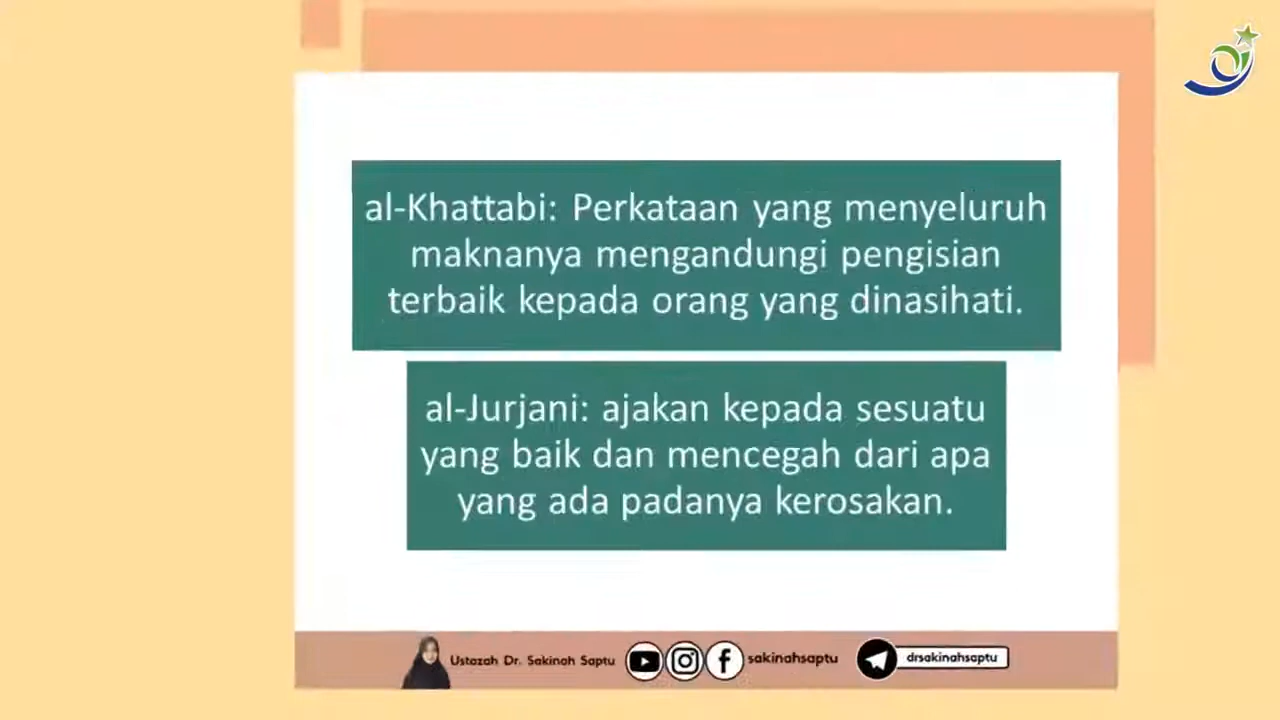 al-Khattabi: Perkataan yang menyeluruh
maknanya mengandungi pengisian
terbaik kepada orang yang dinasihati.
al-Jurjani: ajakan kepada sesuatu
yang baik dan mencegah dari apa
yang ada padanya kerosakan.
Ustazah Dr. Sakinah Saptu
sakinahsaptu
drsakinahsaptu